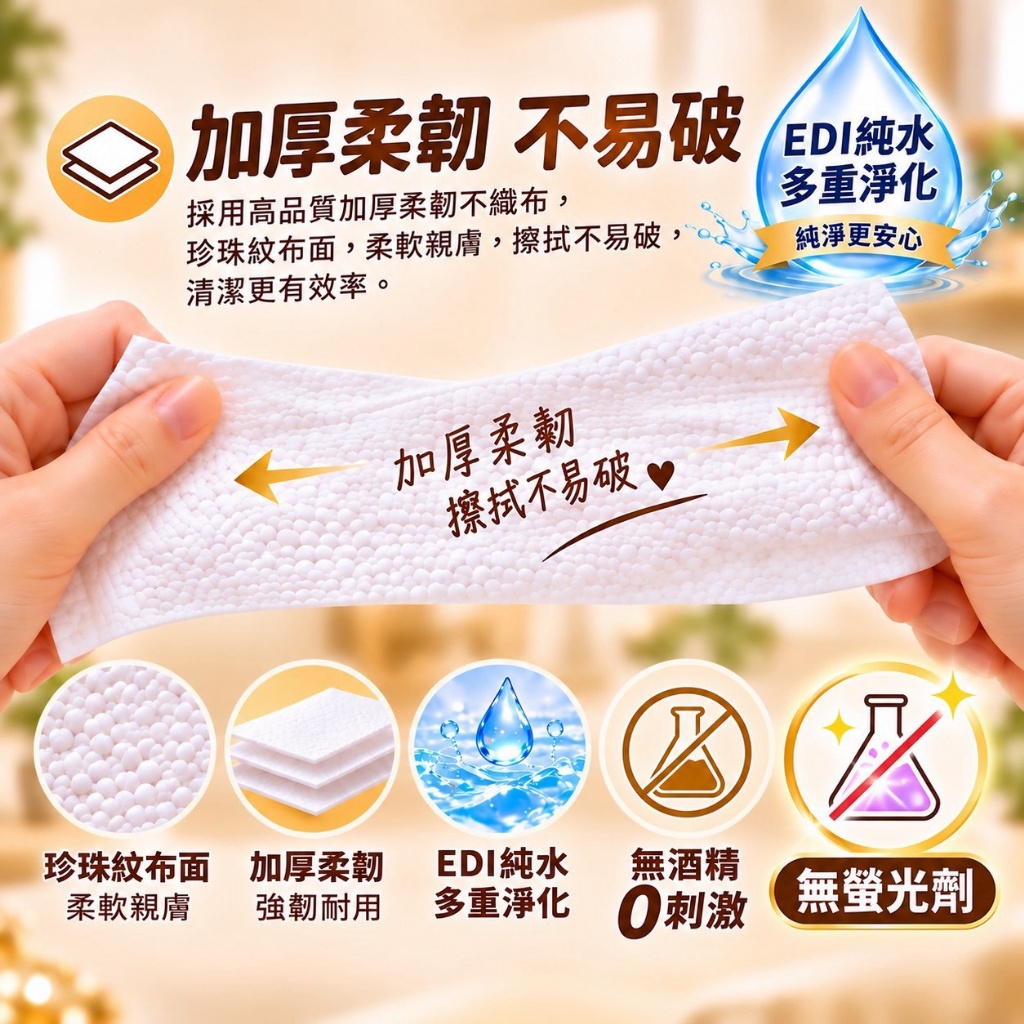 加厚柔韌 不易破
採用高品質加厚柔韌不織布，
珍珠紋布面，柔軟親膚，擦拭不易破，
清潔更有效率。
EDI純水
多重淨化
純淨更安心
加厚柔韌
擦拭不易破
珍珠紋布面
柔軟親膚
加厚柔韌
強韌耐用
EDI純水
多重淨化
無酒精
0刺激
無螢光劑